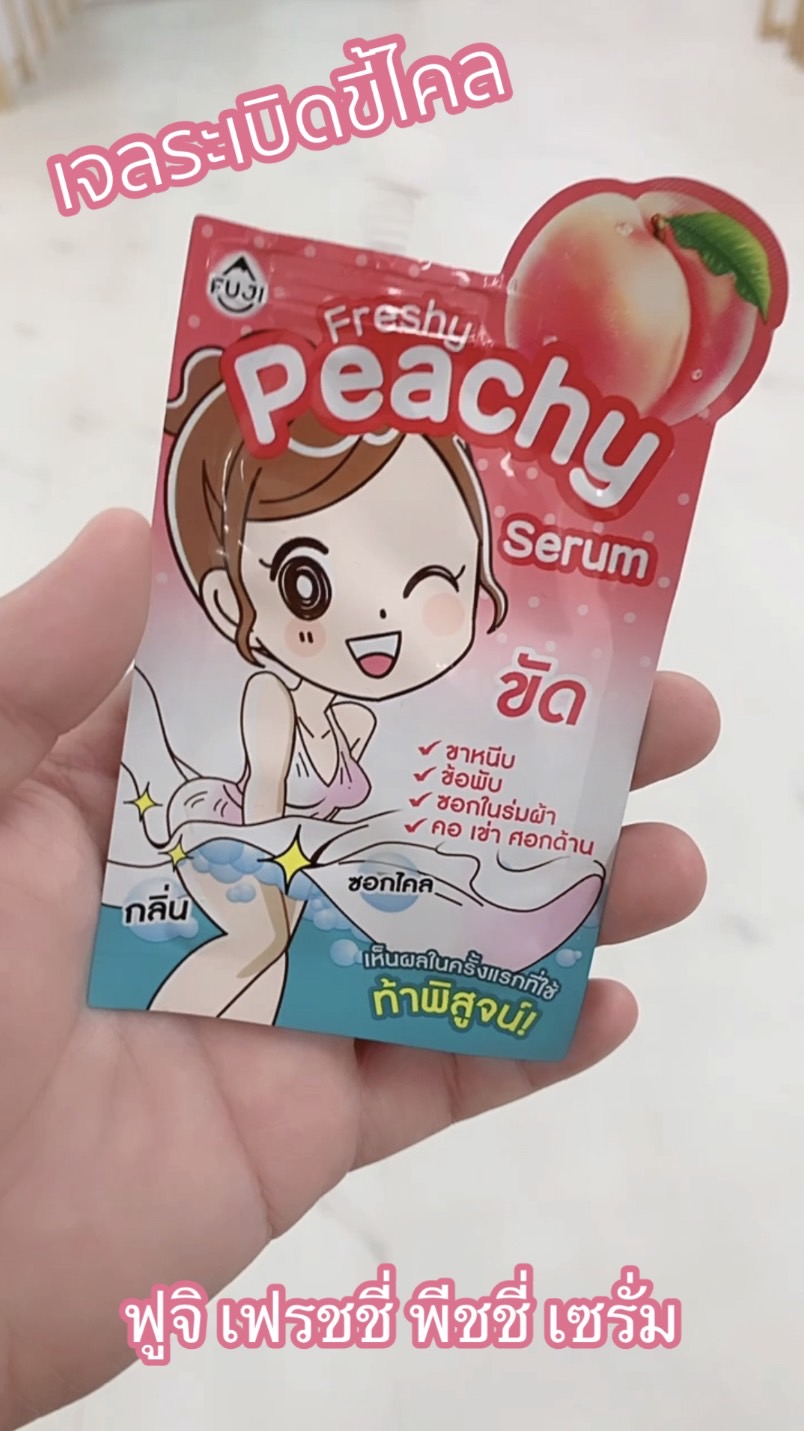 เจลระเบิดขี้ไคล
FUJI
Freshy
Peachy
Serum
ขัด
✓ ขาหนีบ
✓ ข้อพับ
✓ ซอกในร่มผ้า
✓ คอ เข่า ศอกด้าน
ซอกไคล
กลิ่น
เห็นผลในครั้งแรกที่ใช้
ท้าพิสูจน์!
ฟูจิ เฟรชชี่ พีชชี่ เซรั่ม